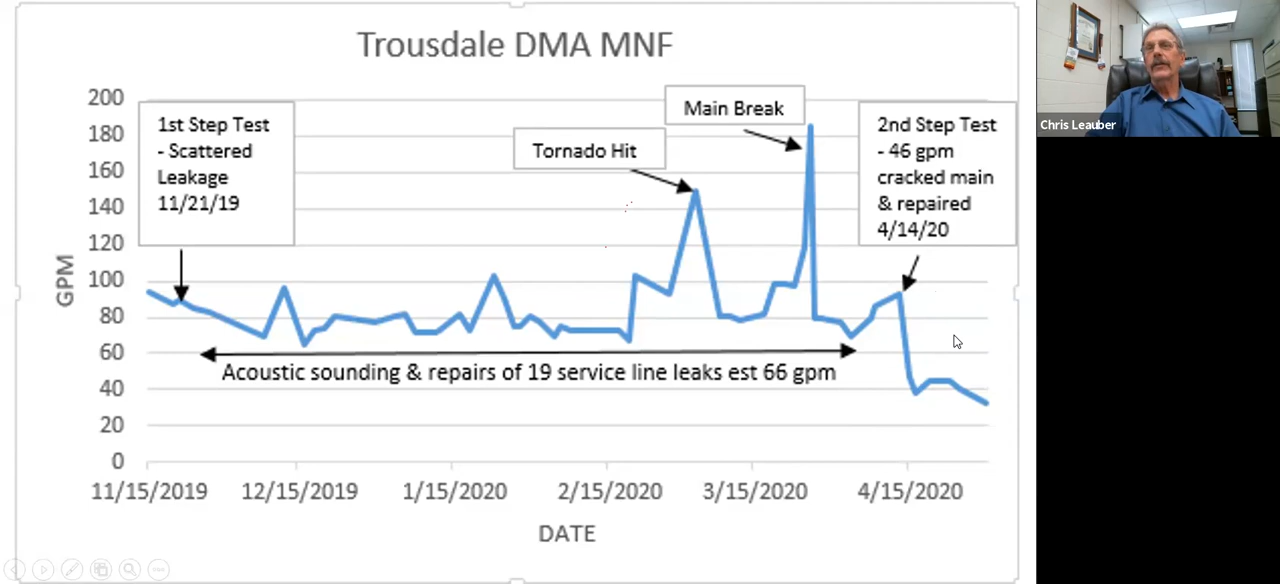 Trousdale DMA MNF
200
180
160
140
120
100
80
60
40
20
0
GPM
1st Step Test
- Scattered
Leakage
11/21/19
Tornado Hit
Main Break
2nd Step Test
- 46 gpm
cracked main
& repaired
4/14/20
Acoustic sounding & repairs of 19 service line leaks est 66 gpm
11/15/2019 12/15/2019 1/15/2020 2/15/2020 3/15/2020 4/15/2020
DATE
Chris Leauber